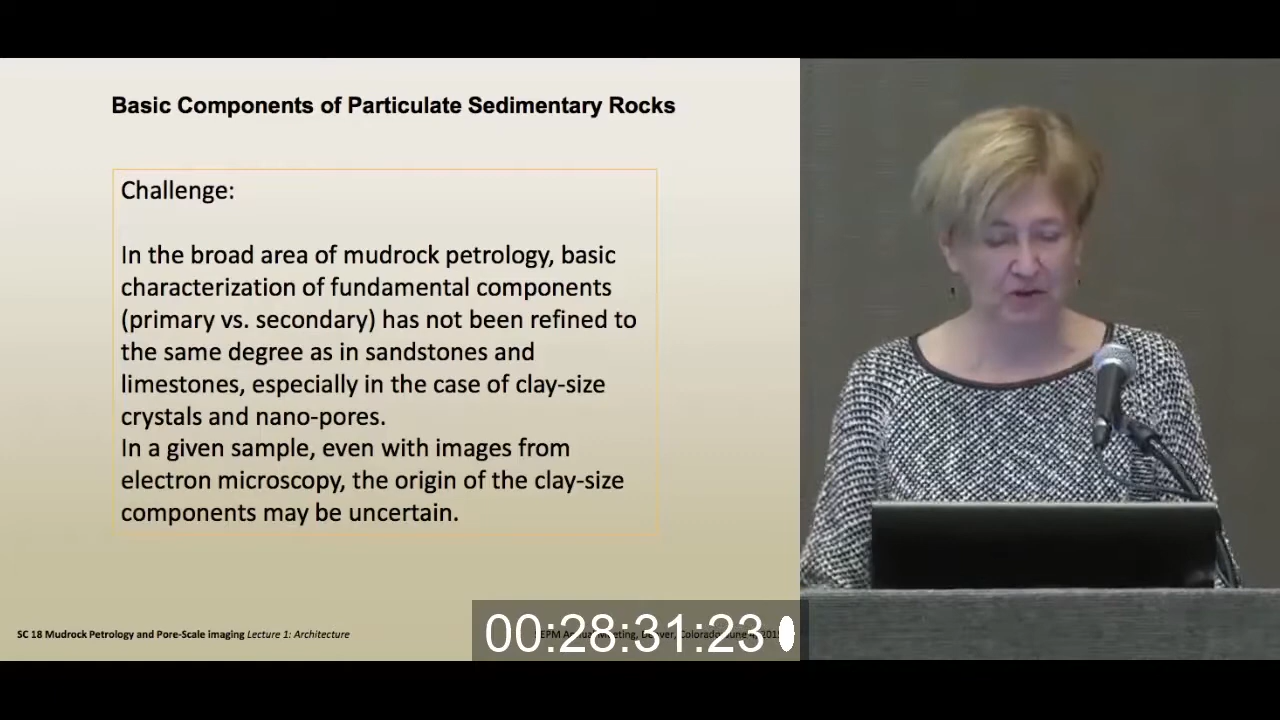 Basic Components of Particulate Sedimentary Rocks
Challenge:
In the broad area of mudrock petrology, basic
characterization of fundamental components
(primary vs. secondary) has not been refined to
the same degree as in sandstones and
limestones, especially in the case of clay-size
crystals and nano-pores.
In a given sample, even with images from
electron microscopy, the origin of the clay-size
components may be uncertain.
SC 18 Mudrock Petrology and Pore-Scale imaging Lecture 1: Architecture
Annual Meeting, Denver, Colorado
00:28:31:23